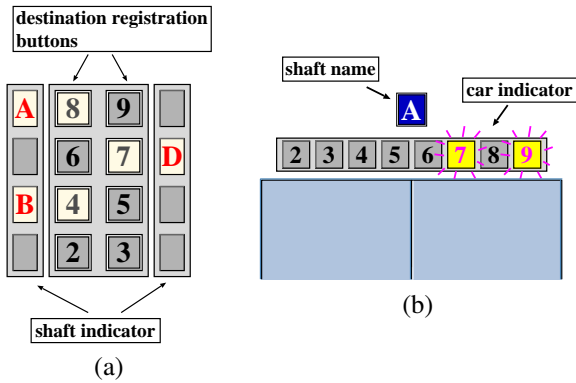 destination registration
buttons
A
8 9
6 7
D
B
4 5
2 3
shaft indicator
(a)
shaft name
car indicator
A
2 3 4 5 6 7 8 9
(b)